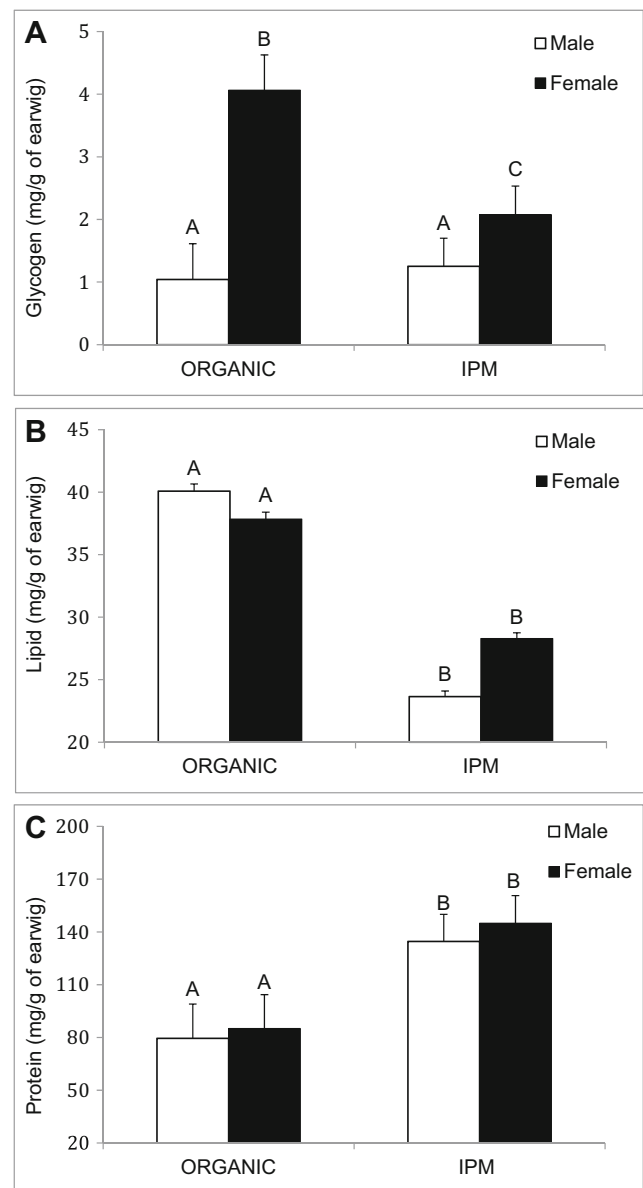 A
Glycogen (mg/g of earwig)
5
4
3
2
1
0
A
B
A
C
Male
Female
ORGANIC IPM
B
Lipid (mg/g of earwig)
45
40
35
30
25
20
A
A
B
B
Male
Female
ORGANIC IPM
C
Protein (mg/g of earwig)
200
170
140
110
80
50
20
A
A
B
B
Male
Female
ORGANIC IPM